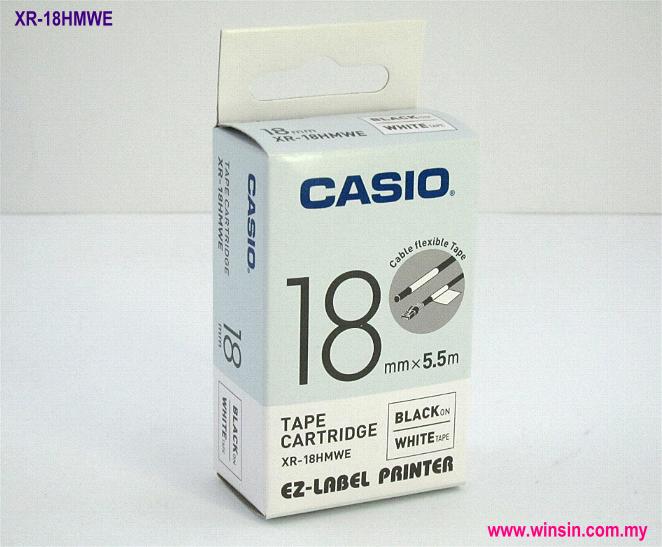 XR-18HMWE
18mm
XR-18HMWE
BLACK ON
WHITE TAPE
CASIO®
Cable flexible Tape
18
mm×5.5m
TAPE
CARTRIDGE
XR-18HMWE
BLACK ON
WHITE TAPE
EZ-LABEL PRINTER
CASIO
TAPE CARTRIDGE
XR-18HMWE
18
mm
BLACK ON
WHITE TAPE
www.winsin.com.my